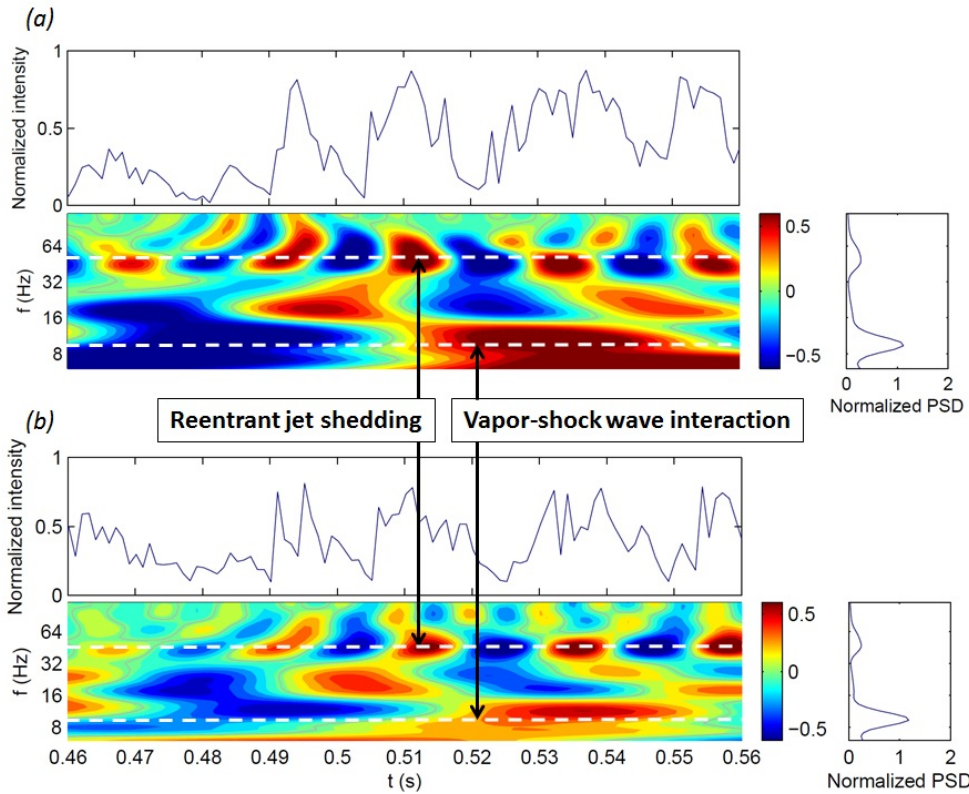 (a)
Normalized intensity
1
0.5
0
f (Hz)
64
32
16
8
0.5
0
−0.5
0 1 2
Normalized PSD
Reentrant jet shedding
Vapor-shock wave interaction
(b)
Normalized intensity
1
0.5
0
f (Hz)
64
32
16
8
0.46 0.47 0.48 0.49 0.5 0.51 0.52 0.53 0.54 0.55 0.56
t (s)
0.5
0
−0.5
0 1 2
Normalized PSD